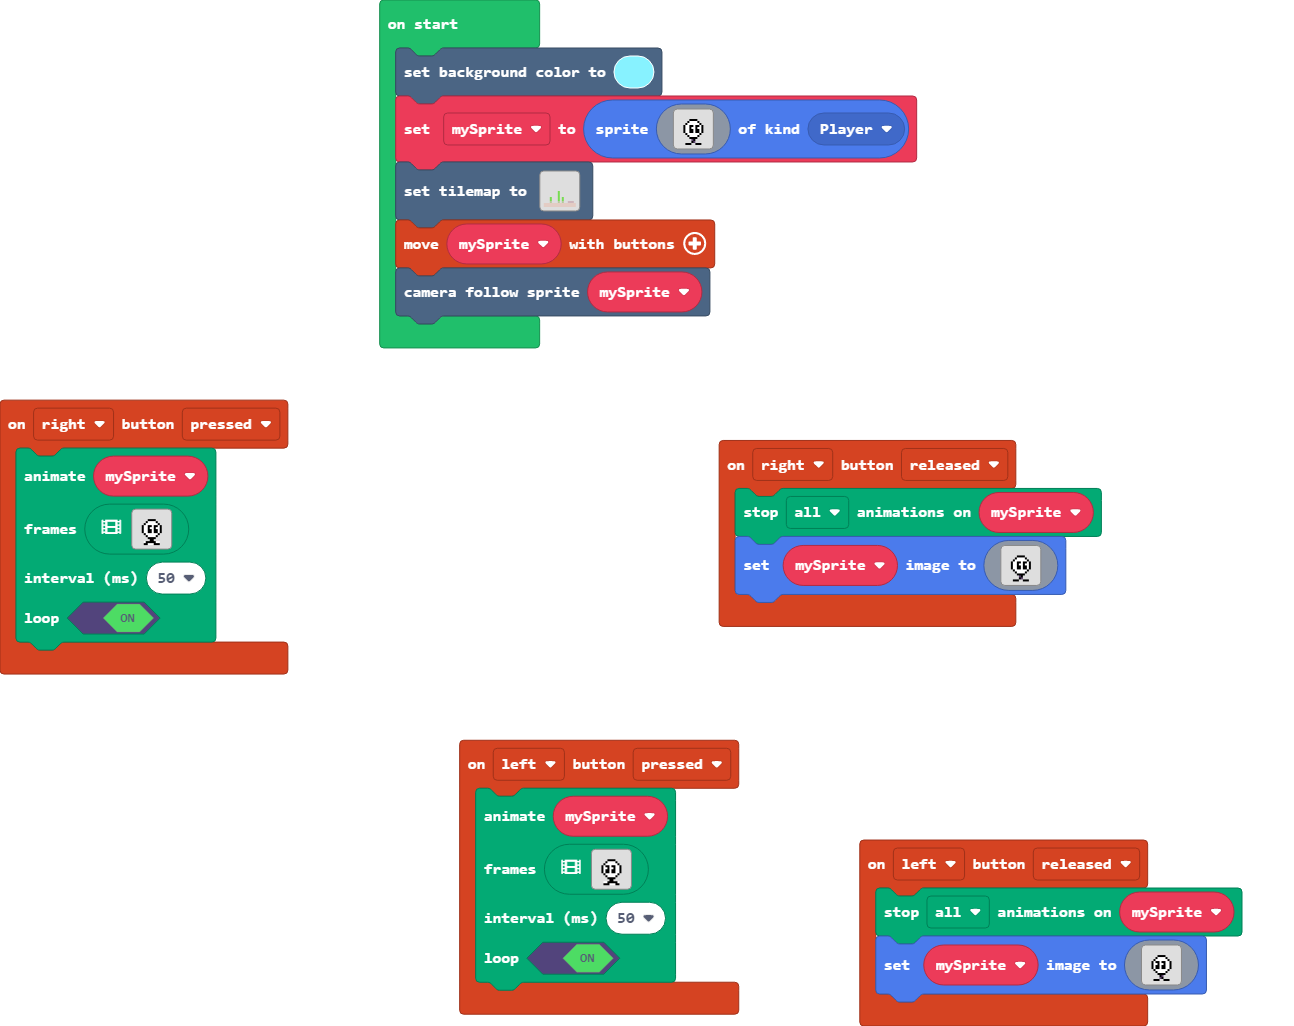 on start
set background color to
set mySprite to sprite of kind Player
set tilemap to
move mySprite with buttons
camera follow sprite mySprite
on right button pressed
animate mySprite
frames
interval (ms) 50
loop ON
on right button released
stop all animations on mySprite
set mySprite image to
on left button pressed
animate mySprite
frames
interval (ms) 50
loop ON
on left button released
stop all animations on mySprite
set mySprite image to